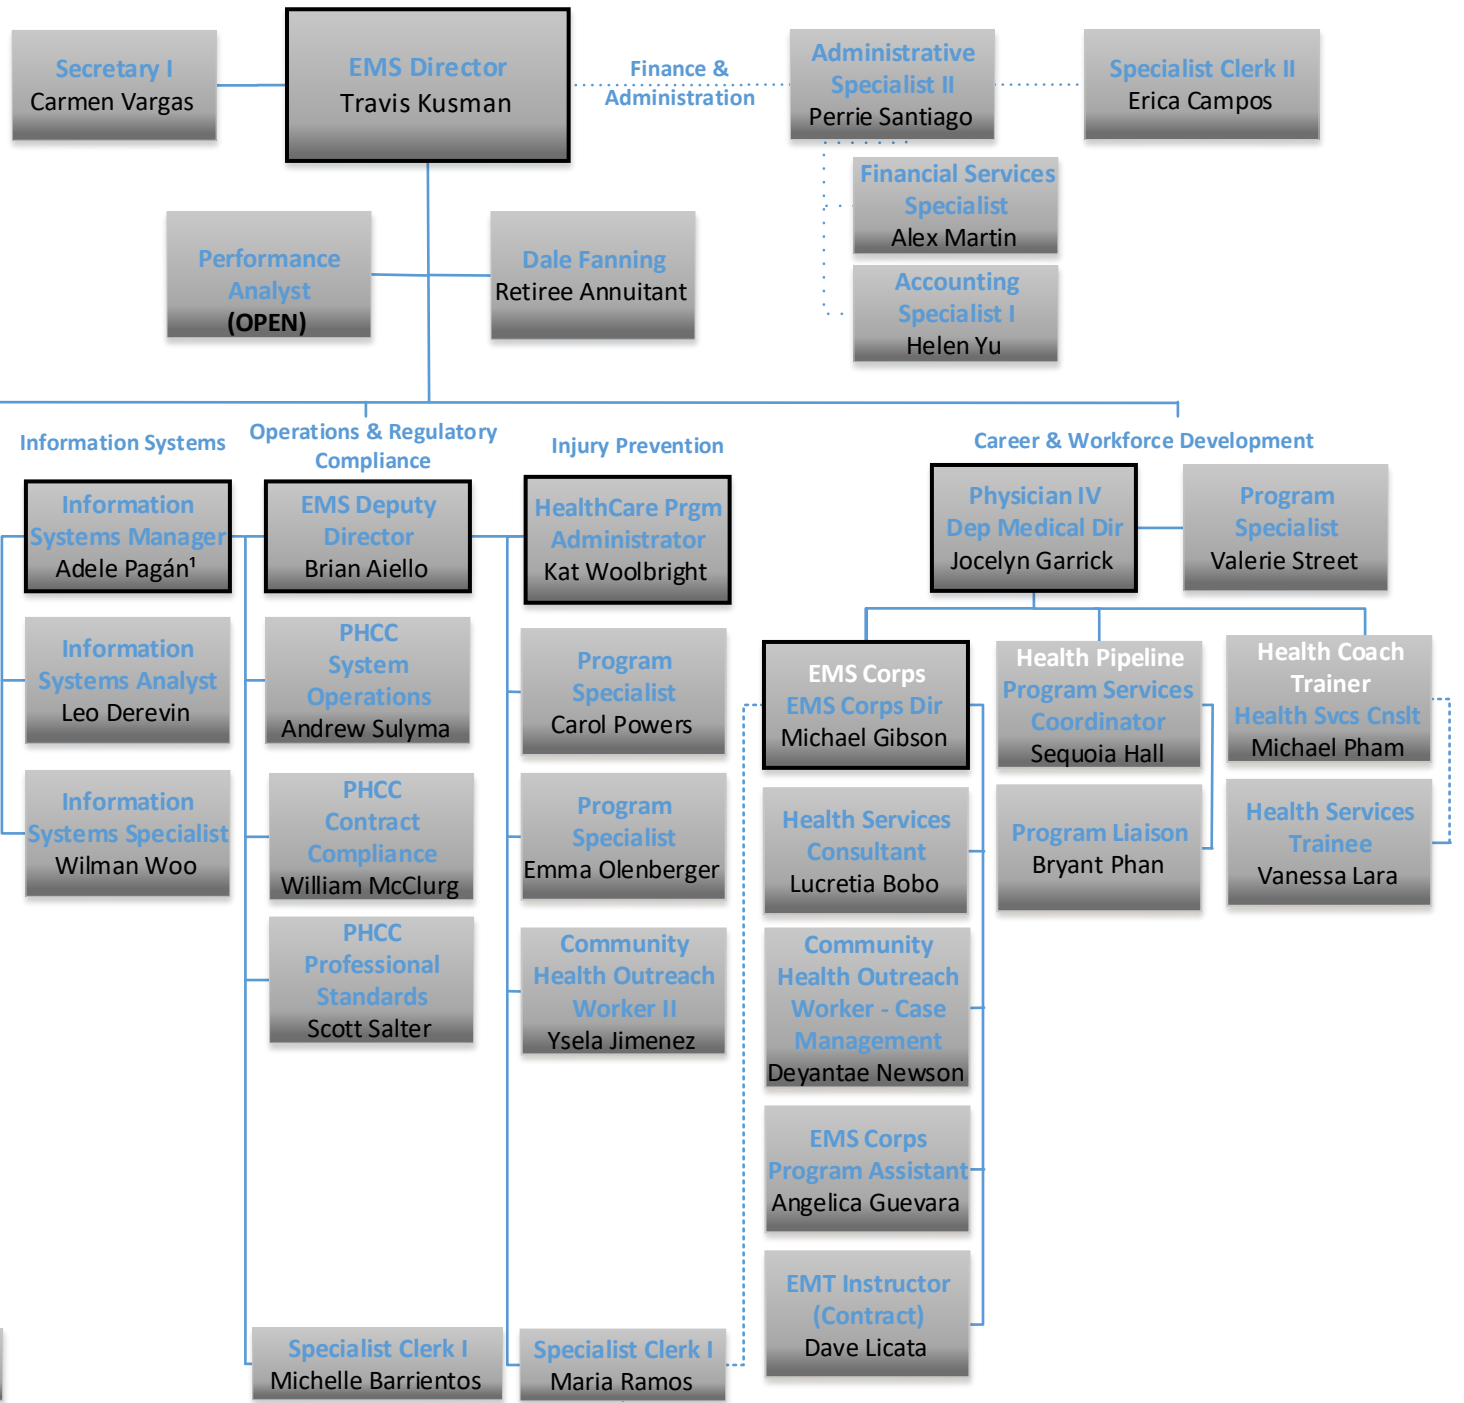 Secretary I
Carmen Vargas
EMS Director
Travis Kusman
Finance &
Administration
Administrative
Specialist II
Perrie Santiago
Specialist Clerk II
Erica Campos
Financial Services
Specialist
Alex Martin
Accounting
Specialist I
Helen Yu
Performance
Analyst
(OPEN)
Dale Fanning
Retiree Annuitant
Information Systems
Operations & Regulatory
Compliance
Injury Prevention
Career & Workforce Development
Information
Systems Manager
Adele Pagán¹
EMS Deputy
Director
Brian Aiello
HealthCare Prgm
Administrator
Kat Woolbright
Physician IV
Dep Medical Dir
Jocelyn Garrick
Program
Specialist
Valerie Street
Information
Systems Analyst
Leo Derevin
PHCC
System
Operations
Andrew Sulyma
Program
Specialist
Carol Powers
EMS Corps
EMS Corps Dir
Michael Gibson
Health Pipeline
Program Services
Coordinator
Sequoia Hall
Health Coach
Trainer
Health Svcs Cnslt
Michael Pham
Information
Systems Specialist
Wilman Woo
PHCC
Contract
Compliance
William McClurg
Program
Specialist
Emma Olenberger
Health Services
Consultant
Lucretia Bobo
Program Liaison
Bryant Phan
Health Services
Trainee
Vanessa Lara
PHCC
Professional
Standards
Scott Salter
Community
Health Outreach
Worker II
Ysela Jimenez
Community
Health Outreach
Worker - Case
Management
Deyantae Newson
EMS Corps
Program Assistant
Angelica Guevara
EMT Instructor
(Contract)
Dave Licata
Specialist Clerk I
Michelle Barrientos
Specialist Clerk I
Maria Ramos